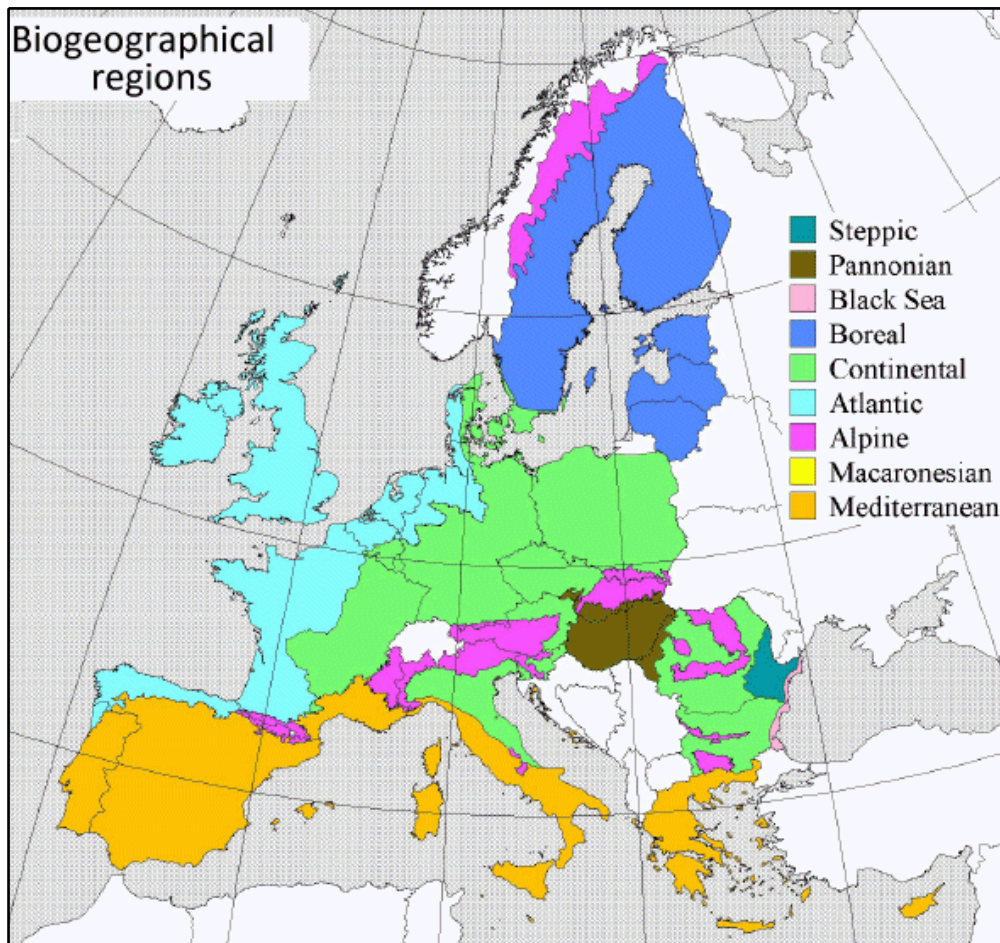 Biogeographical
regions
Steppic
Pannonian
Black Sea
Boreal
Continental
Atlantic
Alpine
Macaronesian
Mediterranean